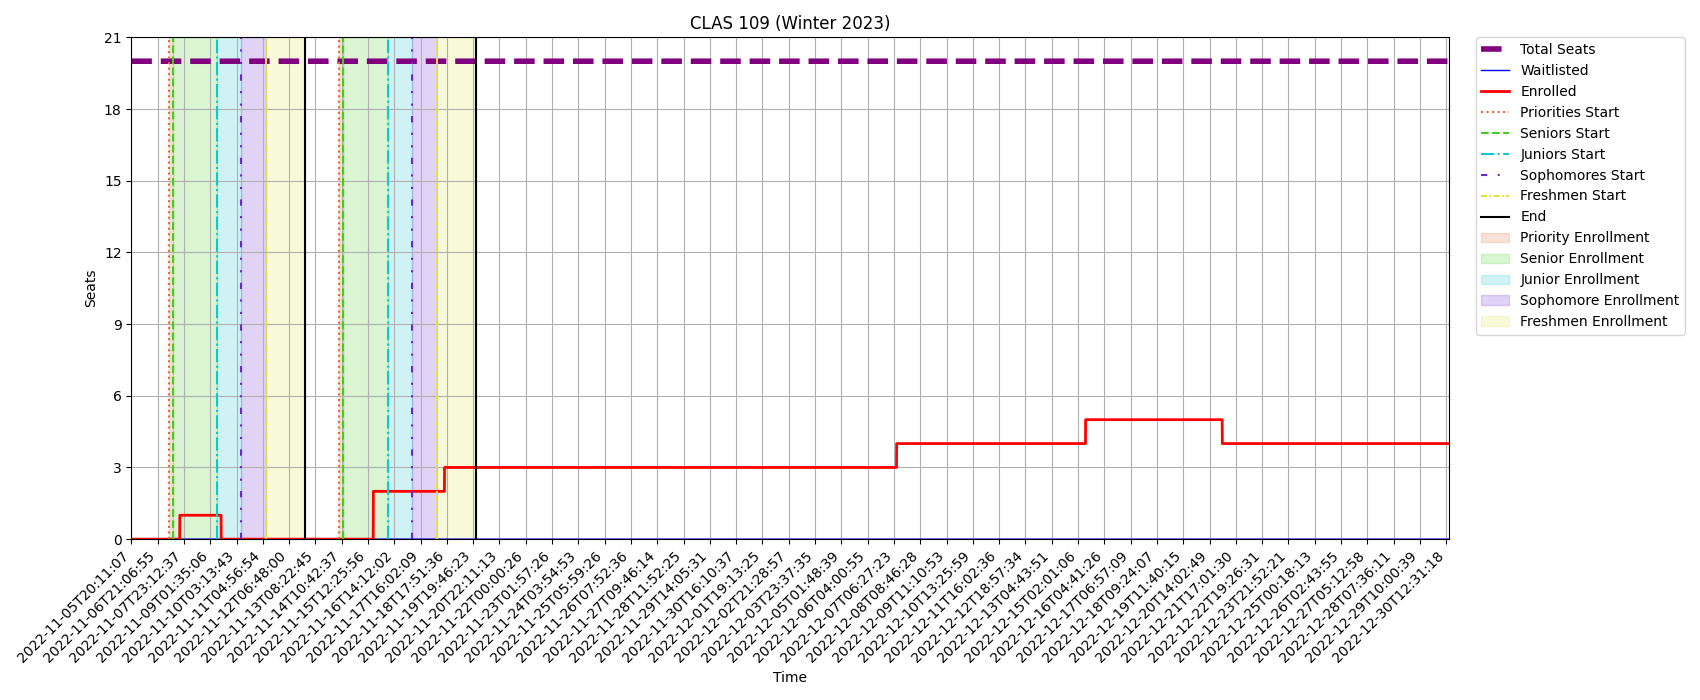 CLAS 109 (Winter 2023)
21
18
15
12
9
6
3
0
Seats
2022-11-05T20:11:07
2022-11-06T21:06:55
2022-11-07T23:12:37
2022-11-09T01:35:06
2022-11-10T03:13:43
2022-11-11T04:56:54
2022-11-12T06:48:00
2022-11-13T08:22:45
2022-11-14T10:42:37
2022-11-15T12:25:56
2022-11-16T14:12:02
2022-11-17T16:02:09
2022-11-18T17:51:36
2022-11-19T19:46:23
2022-11-20T22:11:13
2022-11-22T00:00:26
2022-11-23T01:57:26
2022-11-24T03:54:53
2022-11-25T05:59:26
2022-11-26T07:52:36
2022-11-27T09:46:14
2022-11-28T11:52:25
2022-11-29T14:05:31
2022-11-30T16:10:37
2022-12-01T19:13:25
2022-12-02T21:28:57
2022-12-03T23:37:35
2022-12-05T01:48:39
2022-12-06T04:00:55
2022-12-07T06:27:23
2022-12-08T08:46:28
2022-12-09T11:10:53
2022-12-10T13:25:59
2022-12-11T16:02:36
2022-12-12T18:57:34
2022-12-13T04:43:51
2022-12-15T02:01:06
2022-12-16T04:41:26
2022-12-17T06:57:09
2022-12-18T09:24:07
2022-12-19T11:40:15
2022-12-20T14:02:49
2022-12-21T17:01:30
2022-12-22T19:26:31
2022-12-23T21:52:21
2022-12-25T00:18:13
2022-12-26T02:43:55
2022-12-27T05:12:58
2022-12-28T07:36:11
2022-12-29T10:00:39
2022-12-30T12:31:18
Time
Total Seats
Waitlisted
Enrolled
Priorities Start
Seniors Start
Juniors Start
Sophomores Start
Freshmen Start
End
Priority Enrollment
Senior Enrollment
Junior Enrollment
Sophomore Enrollment
Freshmen Enrollment